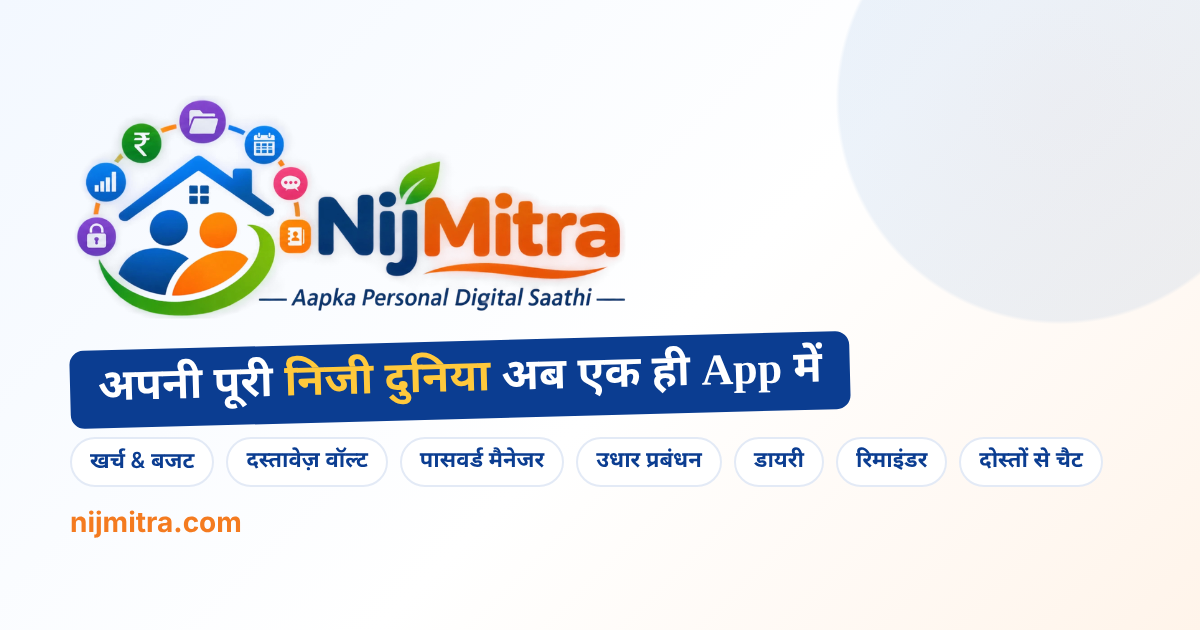 NijMitra
Aapka Personal Digital Saathi
अपनी पूरी निजी दुनिया अब एक ही App में
खर्च & बजट दस्तावेज़ वॉल्ट पासवर्ड मैनेजर उधार प्रबंधन डायरी रिमाइंडर दोस्तों से चैट
nijmitra.com